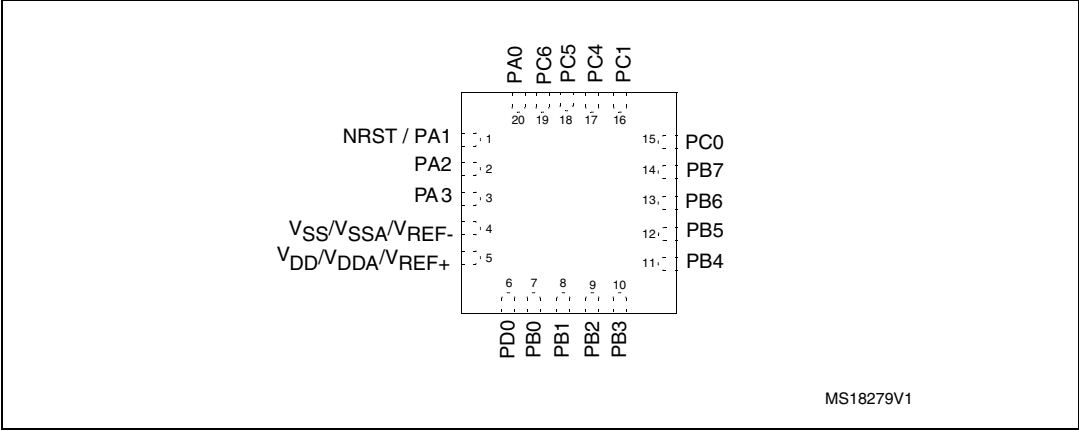 PA0 PC6 PC5 PC4 PC1
20 19 18 17 16
NRST / PA1 1
PA2 2
PA3 3
VSS/VSSA/VREF- 4
VDD/VDDA/VREF+ 5
15 PC0
14 PB7
13 PB6
12 PB5
11 PB4
6 7 8 9 10
PD0 PB0 PB1 PB2 PB3
MS18279V1